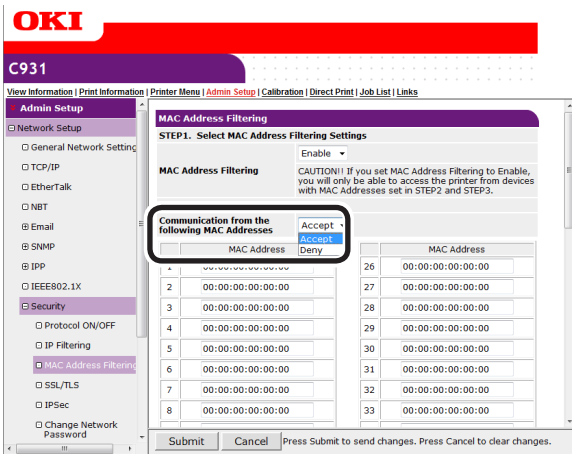 OKI
C931
View Information | Print Information | Printer Menu | Admin Setup | Calibration | Direct Print | Job List | Links
Admin Setup
Network Setup
General Network Setting
TCP/IP
EtherTalk
NBT
Email
SNMP
IPP
IEEE802.1X
Security
Protocol ON/OFF
IP Filtering
MAC Address Filtering
SSL/TLS
IPSec
Change Network
Password
MAC Address Filtering
STEP1. Select MAC Address Filtering Settings
MAC Address Filtering
Enable
CAUTION!! If you set MAC Address Filtering to Enable,
you will only be able to access the printer from devices
with MAC Addresses set in STEP2 and STEP3.
Communication from the
following MAC Addresses
Accept
Accept
Deny
MAC Address MAC Address
1 00:00:00:00:00:00 26 00:00:00:00:00:00
2 00:00:00:00:00:00 27 00:00:00:00:00:00
3 00:00:00:00:00:00 28 00:00:00:00:00:00
4 00:00:00:00:00:00 29 00:00:00:00:00:00
5 00:00:00:00:00:00 30 00:00:00:00:00:00
6 00:00:00:00:00:00 31 00:00:00:00:00:00
7 00:00:00:00:00:00 32 00:00:00:00:00:00
8 00:00:00:00:00:00 33 00:00:00:00:00:00
Submit Cancel Press Submit to send changes. Press Cancel to clear changes.